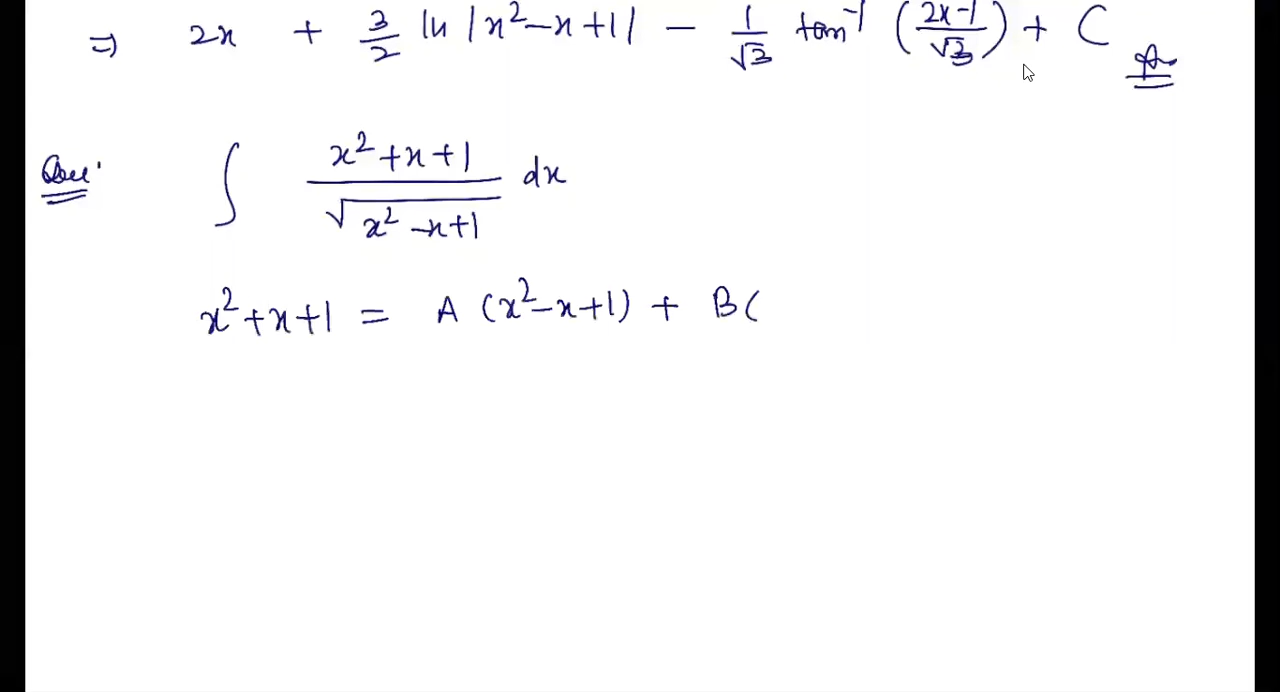 ⇒ 2x + 3/2 ln |x²-x+1| - 1/√3 tan⁻¹ ((2x-1)/√3) + C
Que. ∫ (x²+x+1)/√(x²-x+1) dx
x²+x+1 = A (x²-x+1) + B(